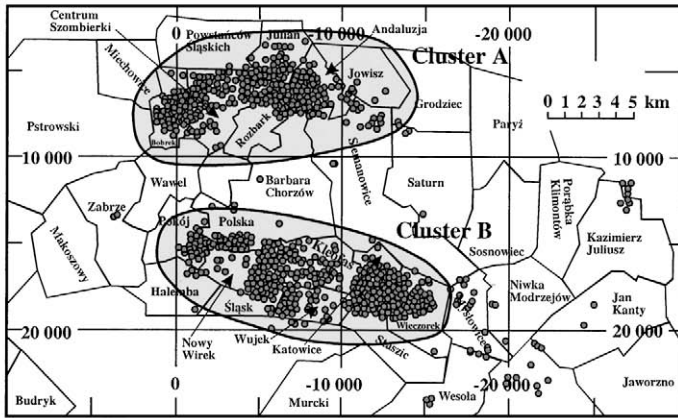 Centrum
Szombierki
0
Powstańców
Śląskich
Julian
-10 000
Andaluzja
-20 000
Cluster A
Miechowice
Jowisz
Grodziec
0 1 2 3 4 5 km
Pstrowski
Bobrek
Rozbark
Siemianowice
Paryż
10 000
10 000
Wawel
Barbara
Chorzów
Saturn
Porąbka
Klimontów
Zabrze
Pokój
Polska
Cluster B
Makoszowy
Kleofas
Sosnowiec
Kazimierz
Juliusz
Halemba
Śląsk
Niwka
Modrzejów
Jan
Kanty
Wieczorek
Mysłowice
20 000
20 000
Nowy
Wirek
Wujek
Katowice
Staszic
0
-10 000
-20 000
Jaworzno
Budryk
Murcki
Wesoła